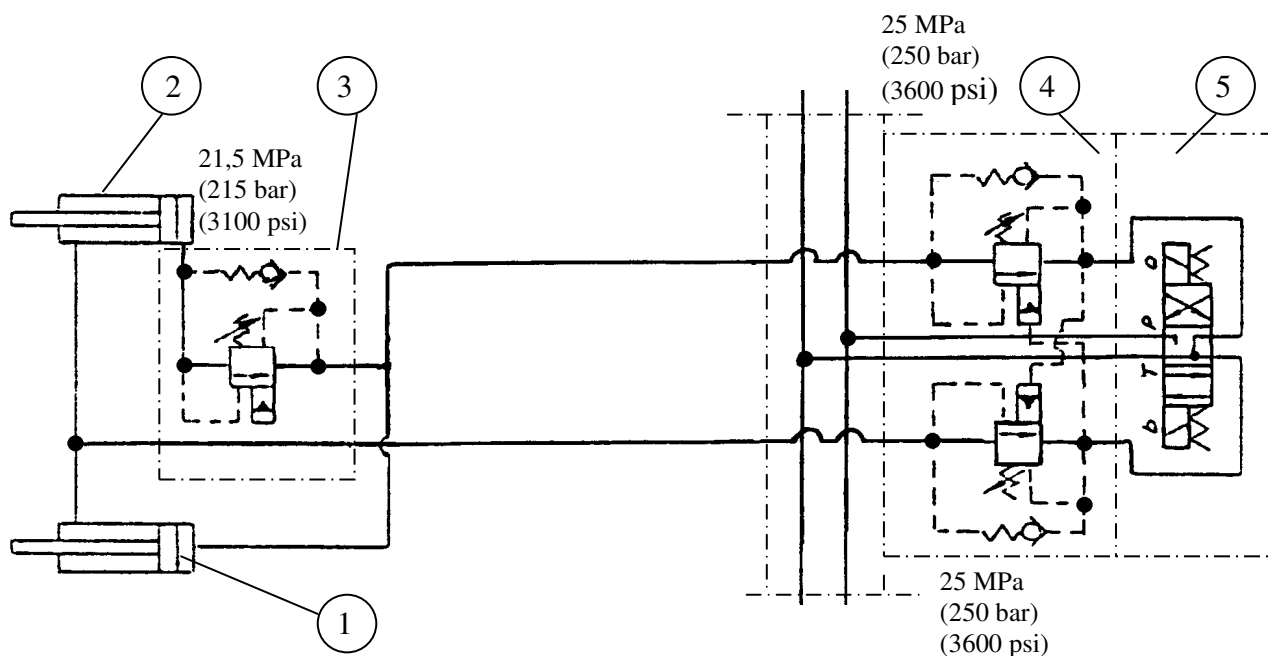 25 MPa
(250 bar)
(3600 psi)
2
3
4
5
21,5 MPa
(215 bar)
(3100 psi)
a
P
T
b
25 MPa
(250 bar)
(3600 psi)
1